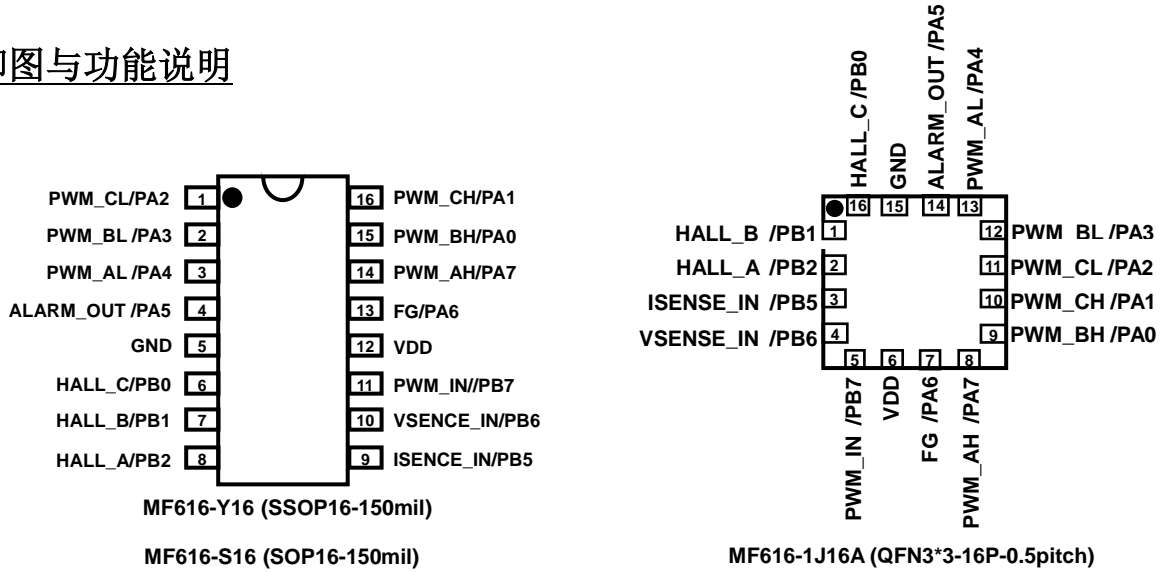 图与功能说明
PWM_CL/PA2 1
PWM_BL /PA3 2
PWM_AL /PA4 3
ALARM_OUT /PA5 4
GND 5
HALL_C/PB0 6
HALL_B/PB1 7
HALL_A/PB2 8
16 PWM_CH/PA1
15 PWM_BH/PA0
14 PWM_AH/PA7
13 FG/PA6
12 VDD
11 PWM_IN//PB7
10 VSENCE_IN/PB6
9 ISENCE_IN/PB5
MF616-Y16 (SSOP16-150mil)
MF616-S16 (SOP16-150mil)
HALL_C /PB0 16
GND 15
ALARM_OUT /PA5 14
PWM_AL /PA4 13
HALL_B /PB1 1
HALL_A /PB2 2
ISENSE_IN /PB5 3
VSENSE_IN /PB6 4
12 PWM_BL /PA3
11 PWM_CL /PA2
10 PWM_CH /PA1
9 PWM_BH /PA0
5 PWM_IN /PB7
6 VDD
7 FG /PA6
8 PWM_AH /PA7
MF616-1J16A (QFN3*3-16P-0.5pitch)